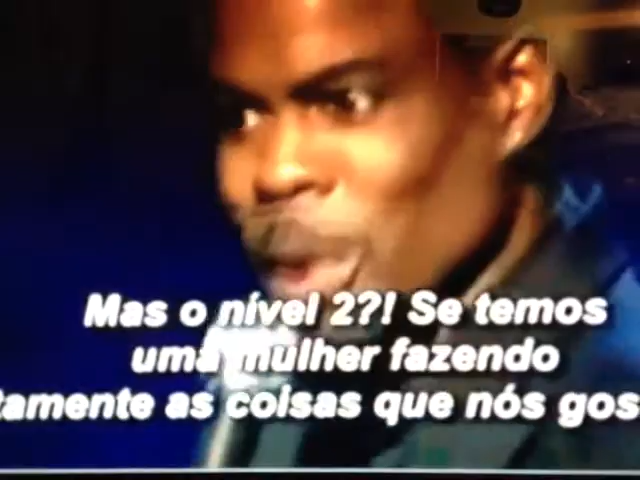 Mas o nível 2?! Se temos
uma mulher fazendo
tamente as coisas que nós gos